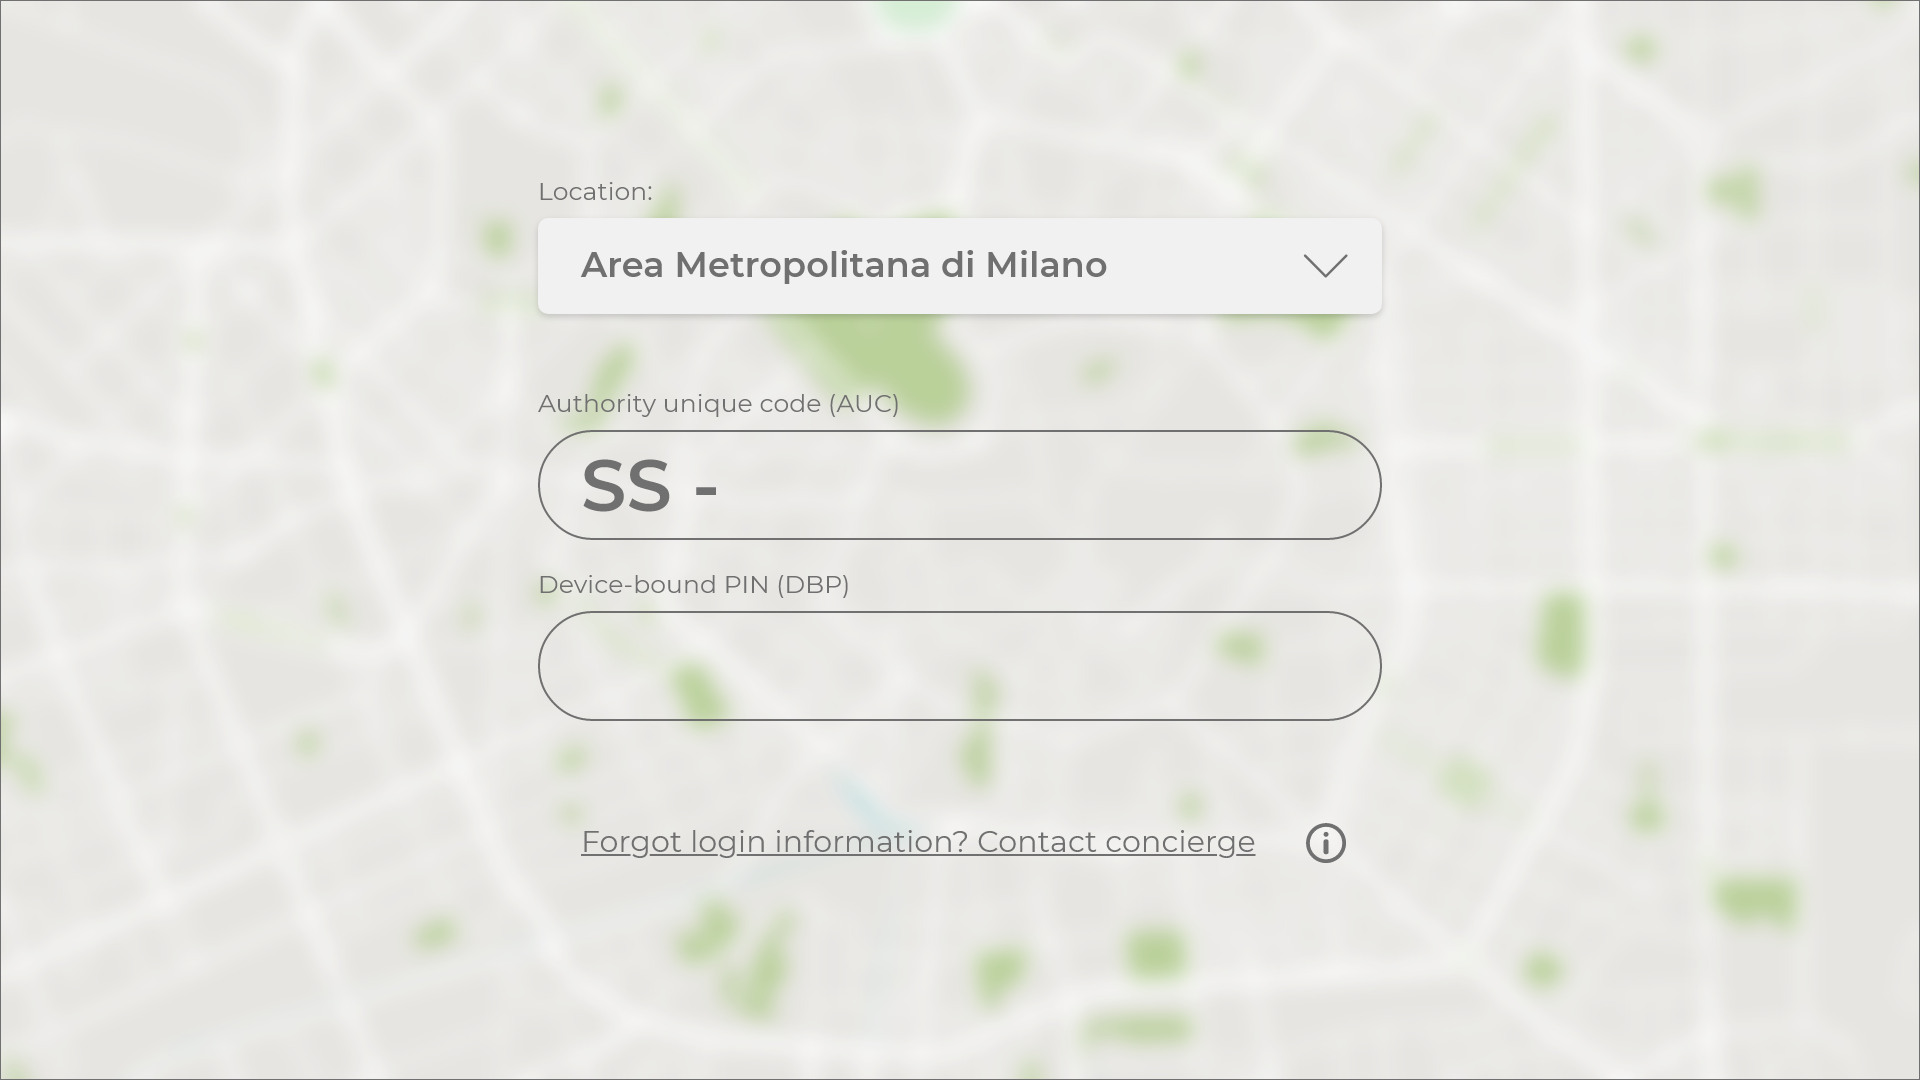 Location:
Area Metropolitana di Milano
Authority unique code (AUC)
SS -
Device-bound PIN (DBP)
Forgot login information? Contact concierge